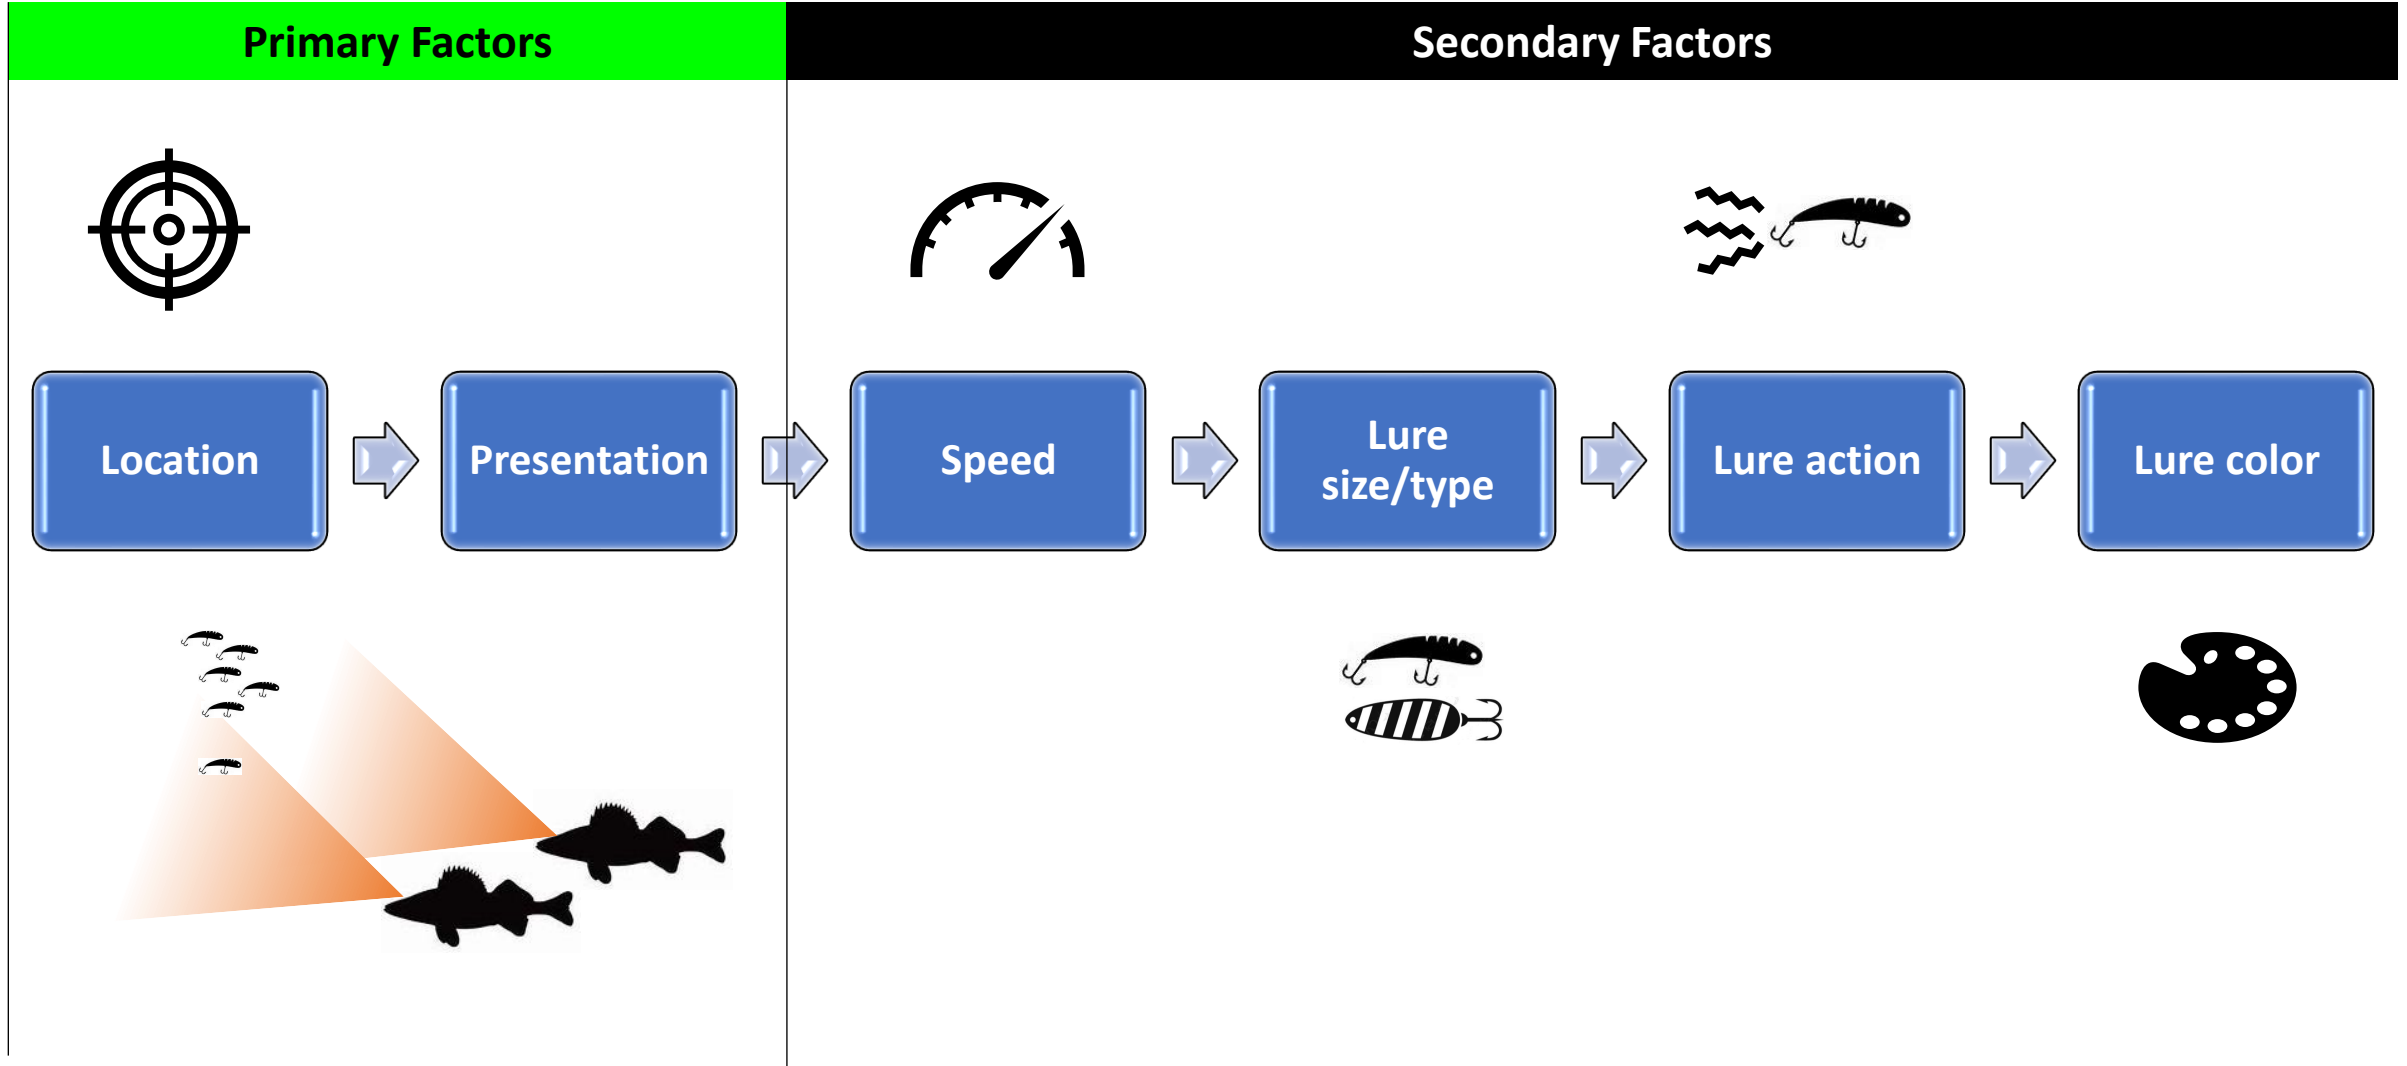 Primary Factors
Secondary Factors
Location
Presentation
Speed
Lure
size/type
Lure action
Lure color